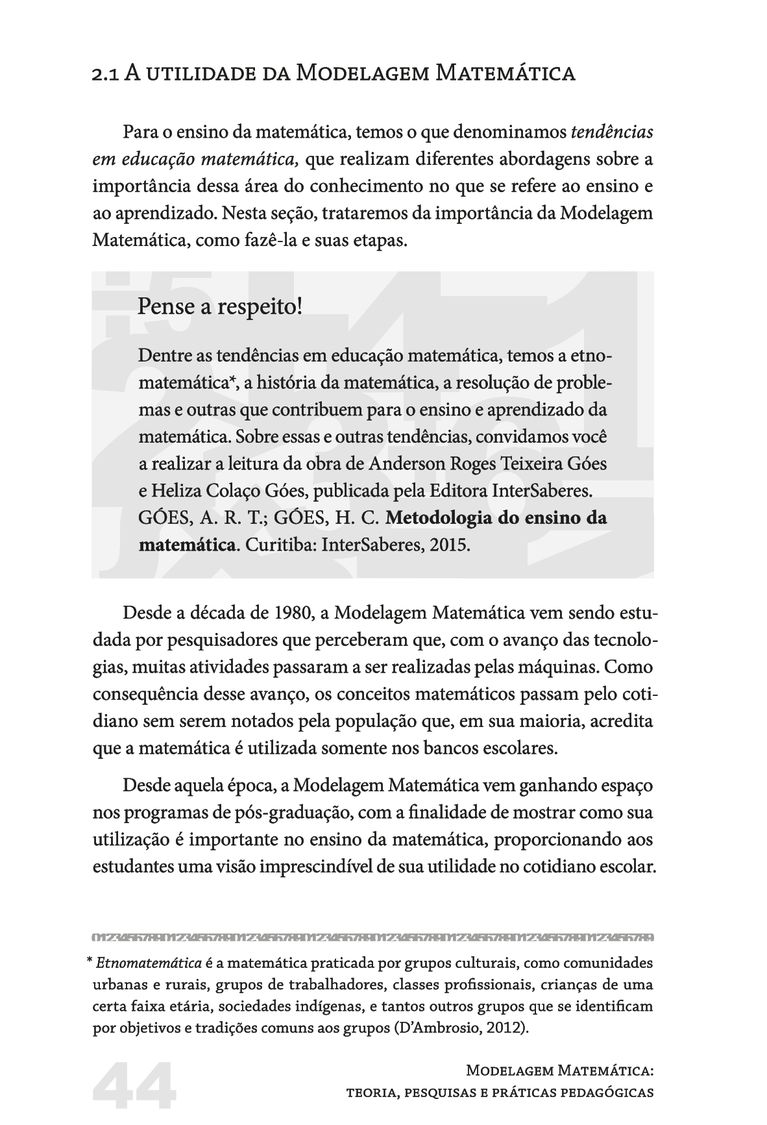 2.1 A utilidade da Modelagem Matemática
Para o ensino da matemática, temos o que denominamos tendências
em educação matemática, que realizam diferentes abordagens sobre a
importância dessa área do conhecimento no que se refere ao ensino e
ao aprendizado. Nesta seção, trataremos da importância da Modelagem
Matemática, como fazê-la e suas etapas.
Pense a respeito!
Dentre as tendências em educação matemática, temos a etno-
matemática*, a história da matemática, a resolução de proble-
mas e outras que contribuem para o ensino e aprendizado da
matemática. Sobre essas e outras tendências, convidamos você
a realizar a leitura da obra de Anderson Roges Teixeira Góes
e Heliza Colaço Góes, publicada pela Editora InterSaberes.
GÓES, A. R. T.; GÓES, H. C. Metodologia do ensino da
matemática. Curitiba: InterSaberes, 2015.
Desde a década de 1980, a Modelagem Matemática vem sendo estu-
dada por pesquisadores que perceberam que, com o avanço das tecnolo-
gias, muitas atividades passaram a ser realizadas pelas máquinas. Como
consequência desse avanço, os conceitos matemáticos passam pelo coti-
diano sem serem notados pela população que, em sua maioria, acredita
que a matemática é utilizada somente nos bancos escolares.
Desde aquela época, a Modelagem Matemática vem ganhando espaço
nos programas de pós-graduação, com a finalidade de mostrar como sua
utilização é importante no ensino da matemática, proporcionando aos
estudantes uma visão imprescindível de sua utilidade no cotidiano escolar.
0123456789012345678901234567890123456789012345678901234567890123456789
* Etnomatemática é a matemática praticada por grupos culturais, como comunidades
urbanas e rurais, grupos de trabalhadores, classes profissionais, crianças de uma
certa faixa etária, sociedades indígenas, e tantos outros grupos que se identificam
por objetivos e tradições comuns aos grupos (D'Ambrosio, 2012).
44
Modelagem Matemática:
teoria, pesquisas e práticas pedagógicas